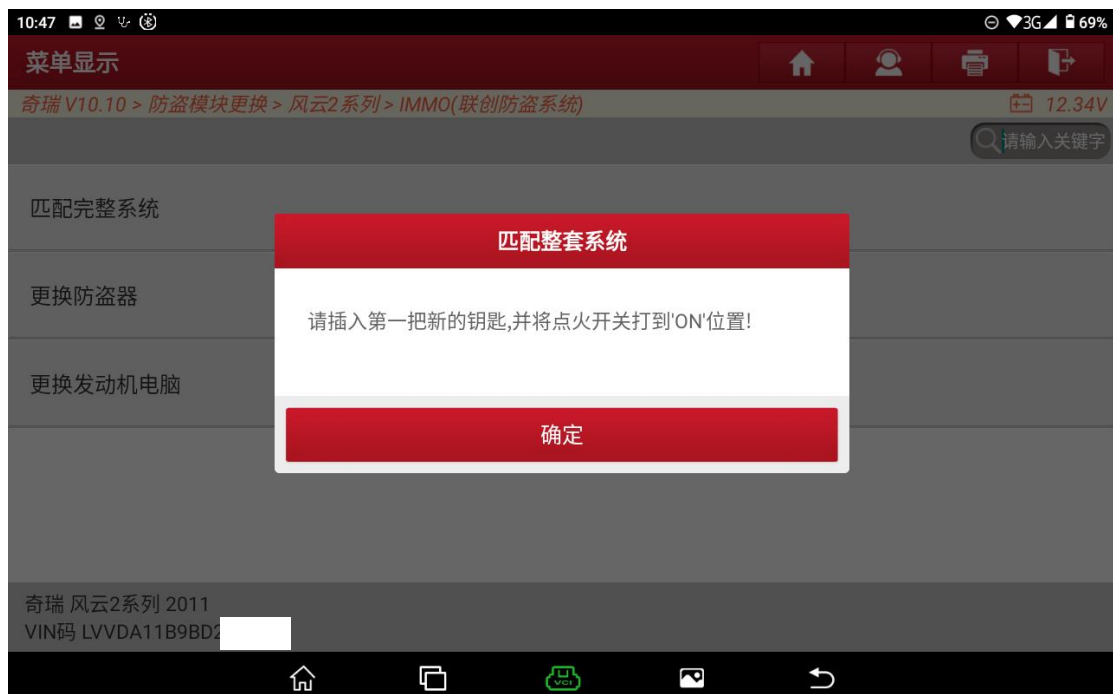 10:47 3G 69%
菜单显示
奇瑞 V10.10 > 防盗模块更换 > 风云2系列 > IMMO(联创防盗系统) 12.34V
请输入关键字
匹配完整系统
匹配整套系统
更换防盗器
请插入第一把新的钥匙,并将点火开关打到'ON'位置!
更换发动机电脑
确定
奇瑞 风云2系列 2011
VIN码 LVVDA11B9BD2
VCI